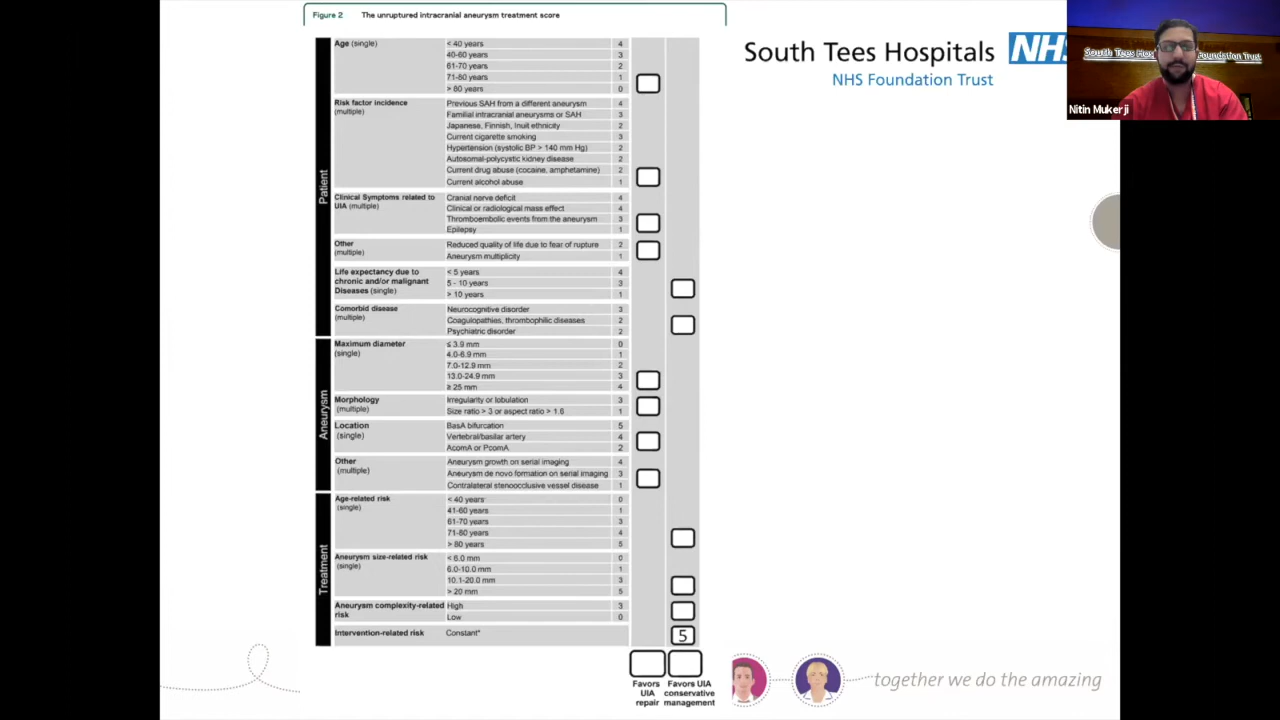 Figure 2 The unruptured intracranial aneurysm treatment score
Patient
Age (single) < 40 years 4
40-60 years 3
61-70 years 2
71-80 years 1
> 80 years 0
Risk factor incidence Previous SAH from a different aneurysm 4
(multiple) Familial intracranial aneurysms or SAH 3
Japanese, Finnish, Inuit ethnicity 2
Current cigarette smoking 3
Hypertension (systolic BP > 140 mm Hg) 2
Autosomal-polycystic kidney disease 2
Current drug abuse (cocaine, amphetamine) 2
Current alcohol abuse 1
Clinical Symptoms related to Cranial nerve deficit 4
UIA (multiple) Clinical or radiological mass effect 4
Thromboembolic events from the aneurysm 3
Epilepsy 1
Other Reduced quality of life due to fear of rupture 2
(multiple) Aneurysm multiplicity 1
Life expectancy due to < 5 years 4
chronic and/or malignant 5 - 10 years 3
Diseases (single) > 10 years 1
Comorbid disease Neurocognitive disorder 3
(multiple) Coagulopathies, thrombophilic diseases 2
Psychiatric disorder 2
Aneurysm
Maximum diameter ≤ 3.9 mm 0
(single) 4.0-6.9 mm 1
7.0-12.9 mm 2
13.0-24.9 mm 3
≥ 25 mm 4
Morphology Irregularity or lobulation 3
(multiple) Size ratio > 3 or aspect ratio > 1.6 1
Location BasA bifurcation 5
(single) Vertebral/basilar artery 4
AcomA or PcomA 2
Other Aneurysm growth on serial imaging 4
(multiple) Aneurysm de novo formation on serial imaging 3
Contralateral stenoocclusive vessel disease 1
Treatment
Age-related risk < 40 years 0
(single) 41-60 years 1
61-70 years 3
71-80 years 4
> 80 years 5
Aneurysm size-related risk < 6.0 mm 0
(single) 6.0-10.0 mm 1
10.1-20.0 mm 3
> 20 mm 5
Aneurysm complexity-related High 3
risk Low 0
Intervention-related risk Constant* 5
Favors UIA repair
Favors UIA conservative management
South Tees Hospitals NHS
NHS Foundation Trust
South Tees Foundation Trust
Nitin Mukerji
together we do the amazing